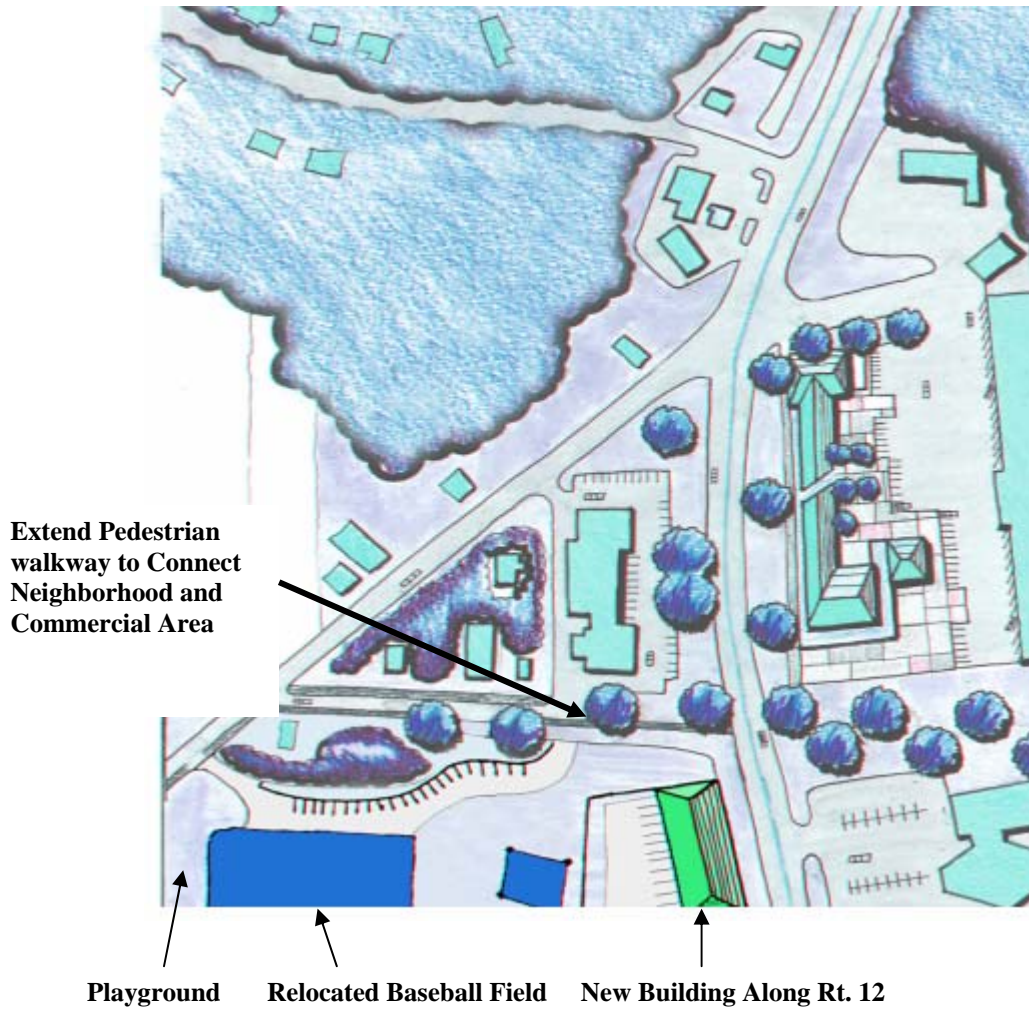 Extend Pedestrian
walkway to Connect
Neighborhood and
Commercial Area
Playground
Relocated Baseball Field
New Building Along Rt. 12